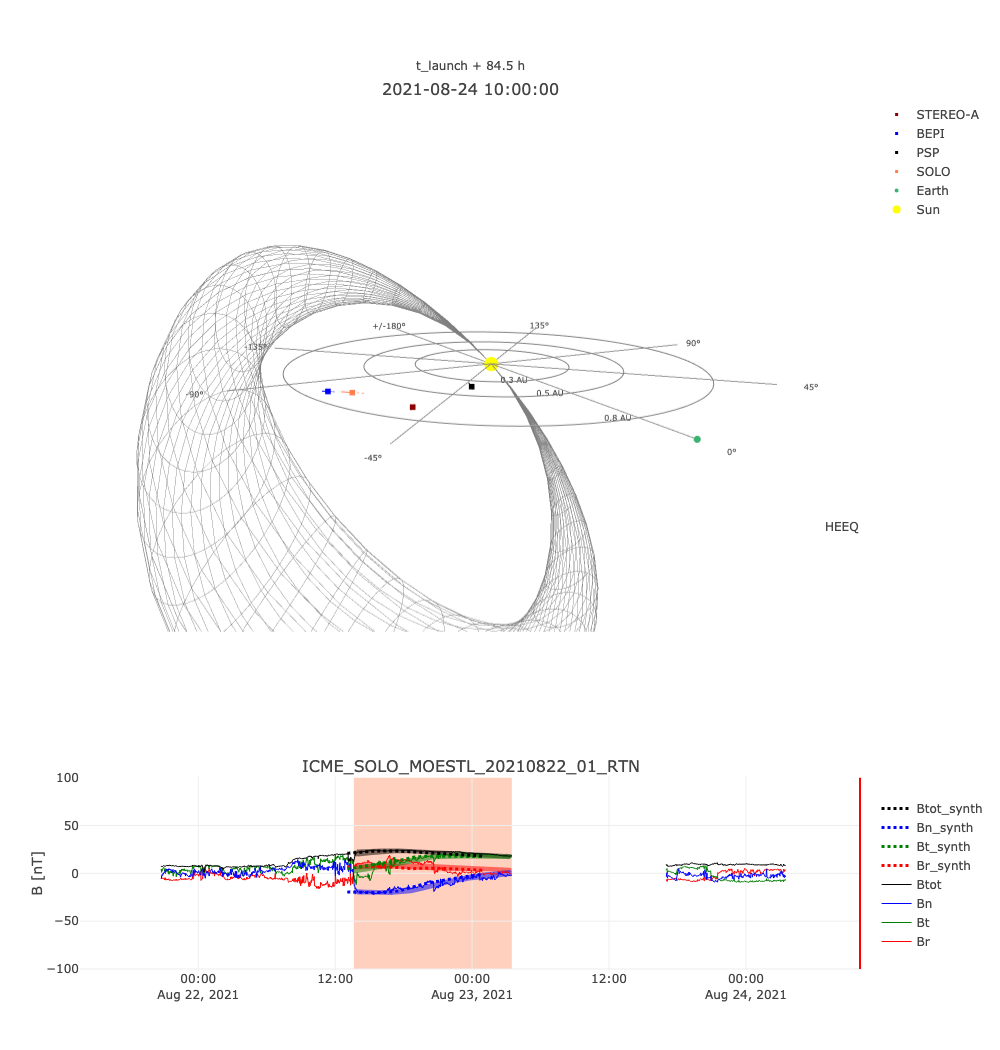 t_launch + 84.5 h
2021-08-24 10:00:00
STEREO-A
BEPI
PSP
SOLO
Earth
Sun
+/-180°
135°
-135°
90°
0.3 AU
45°
-90°
0.5 AU
0.8 AU
-45°
0°
HEEQ
ICME_SOLO_MOESTL_20210822_01_RTN
B [nT]
100
50
0
−50
−100
00:00
Aug 22, 2021
12:00
00:00
Aug 23, 2021
12:00
00:00
Aug 24, 2021
Btot_synth
Bn_synth
Bt_synth
Br_synth
Btot
Bn
Bt
Br